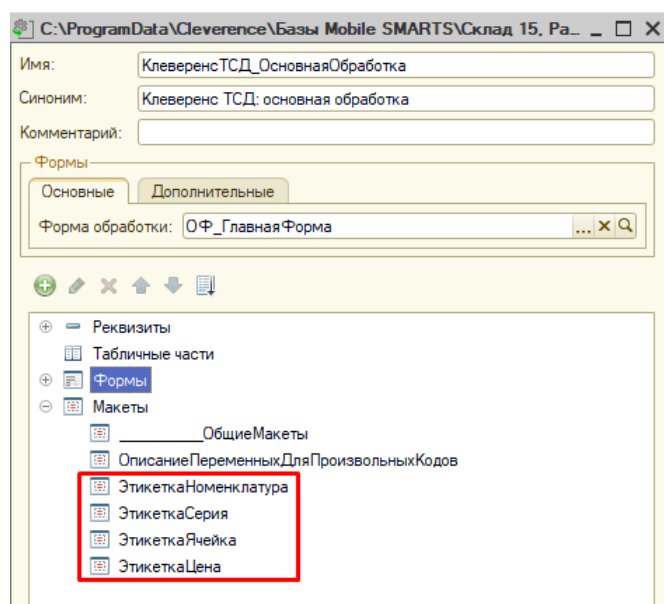 C:\ProgramData\Cleverence\Базы Mobile SMARTS\Склад 15, Ра...
Имя: КлеверенсТСД_ОсновнаяОбработка
Синоним: Клеверенс ТСД: основная обработка
Комментарий:
Формы
Основные Дополнительные
Форма обработки: ОФ_ГлавнаяФорма
Реквизиты
Табличные части
Формы
Макеты
__________ОбщиеМакеты
ОписаниеПеременныхДляПроизвольныхКодов
ЭтикеткаНоменклатура
ЭтикеткаСерия
ЭтикеткаЯчейка
ЭтикеткаЦена